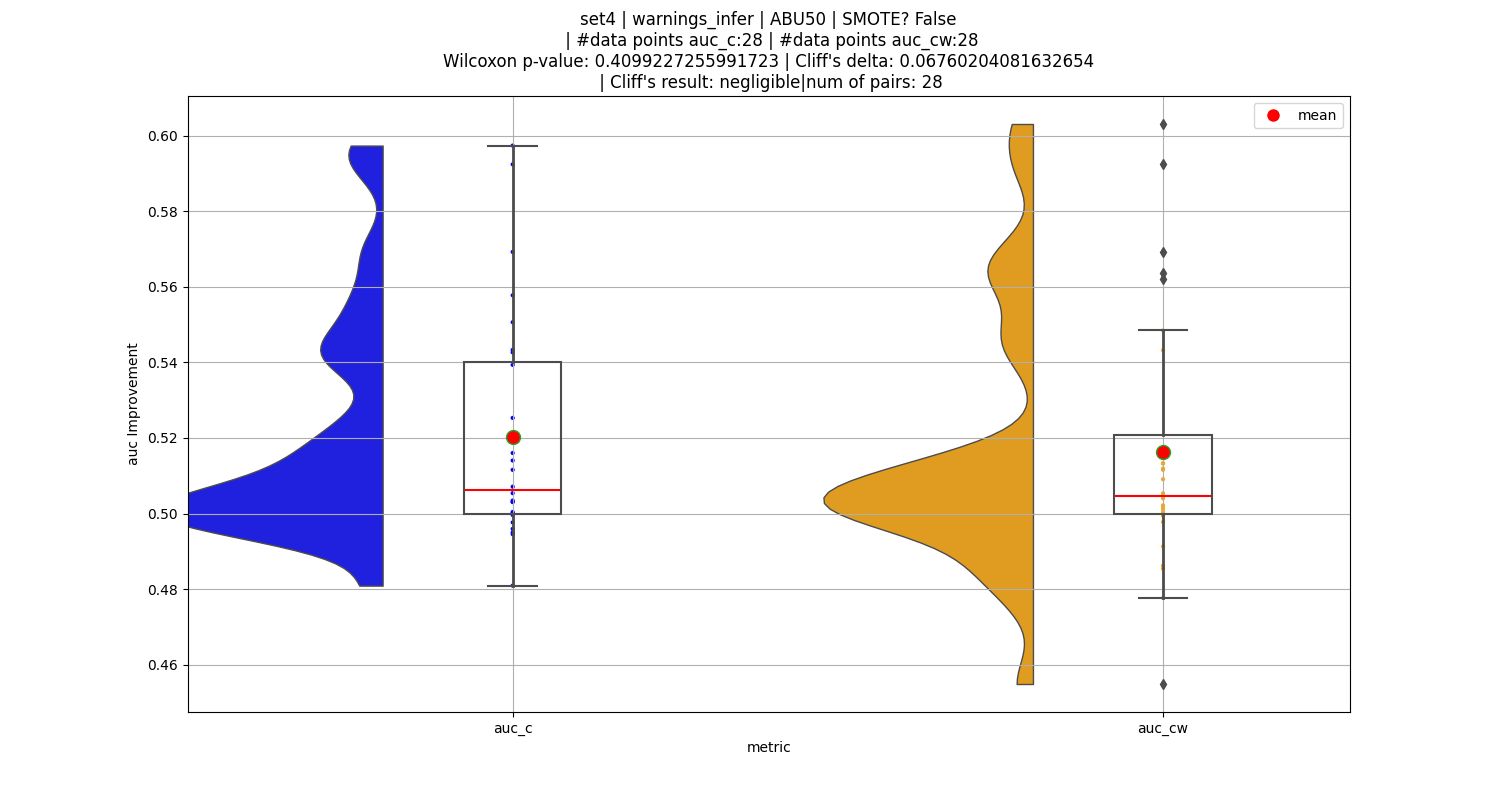 set4 | warnings_infer | ABU50 | SMOTE? False
| #data points auc_c:28 | #data points auc_cw:28
Wilcoxon p-value: 0.4099227255991723 | Cliff's delta: 0.06760204081632654
| Cliff's result: negligible|num of pairs: 28
mean
0.60
0.58
0.56
0.54
0.52
0.50
0.48
0.46
auc Improvement
auc_c
auc_cw
metric